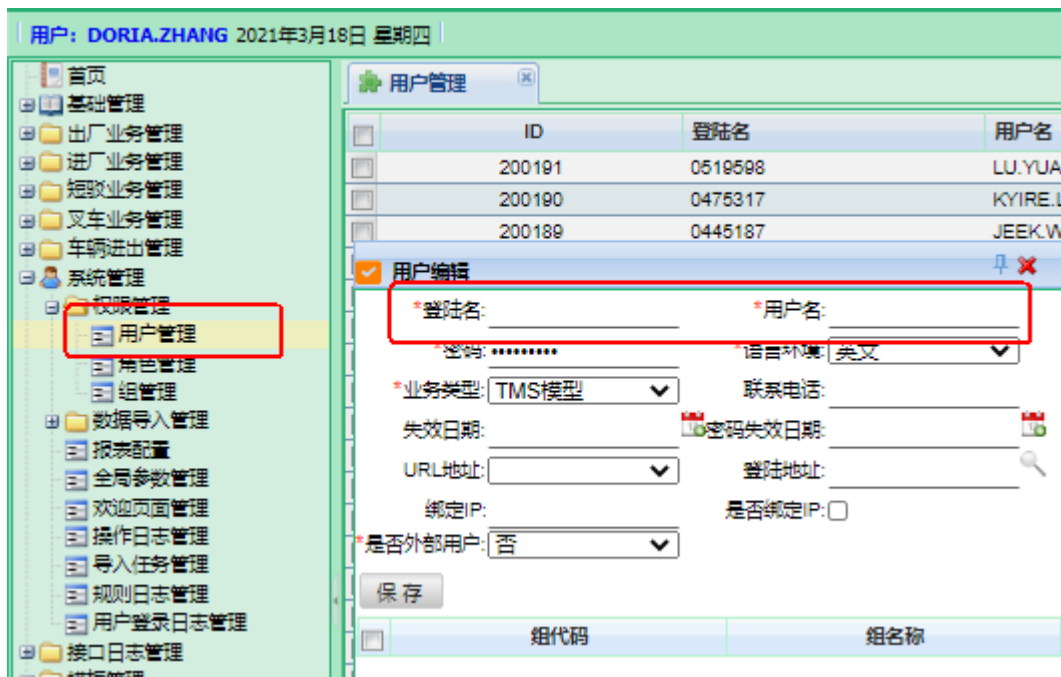 用户：DORIA.ZHANG 2021年3月18日 星期四
首页
基础管理
出厂业务管理
进厂业务管理
短驳业务管理
叉车业务管理
车辆进出管理
系统管理
权限管理
用户管理
角色管理
组管理
数据导入管理
报表配置
全局参数管理
欢迎页面管理
操作日志管理
导入任务管理
规则日志管理
用户登录日志管理
接口日志管理
用户管理
ID 登陆名 用户名
200191 0519598 LU.YUA
200190 0475317 KYIRE.L
200189 0445187 JEEK.W
用户编辑
*登陆名: *用户名:
*密码: ••••••••• *语言环境: 英文
*业务类型: TMS模型 联系电话:
失效日期: 密码失效日期:
URL地址: 登陆地址:
绑定IP: 是否绑定IP:
*是否外部用户: 否
保存
组代码 组名称